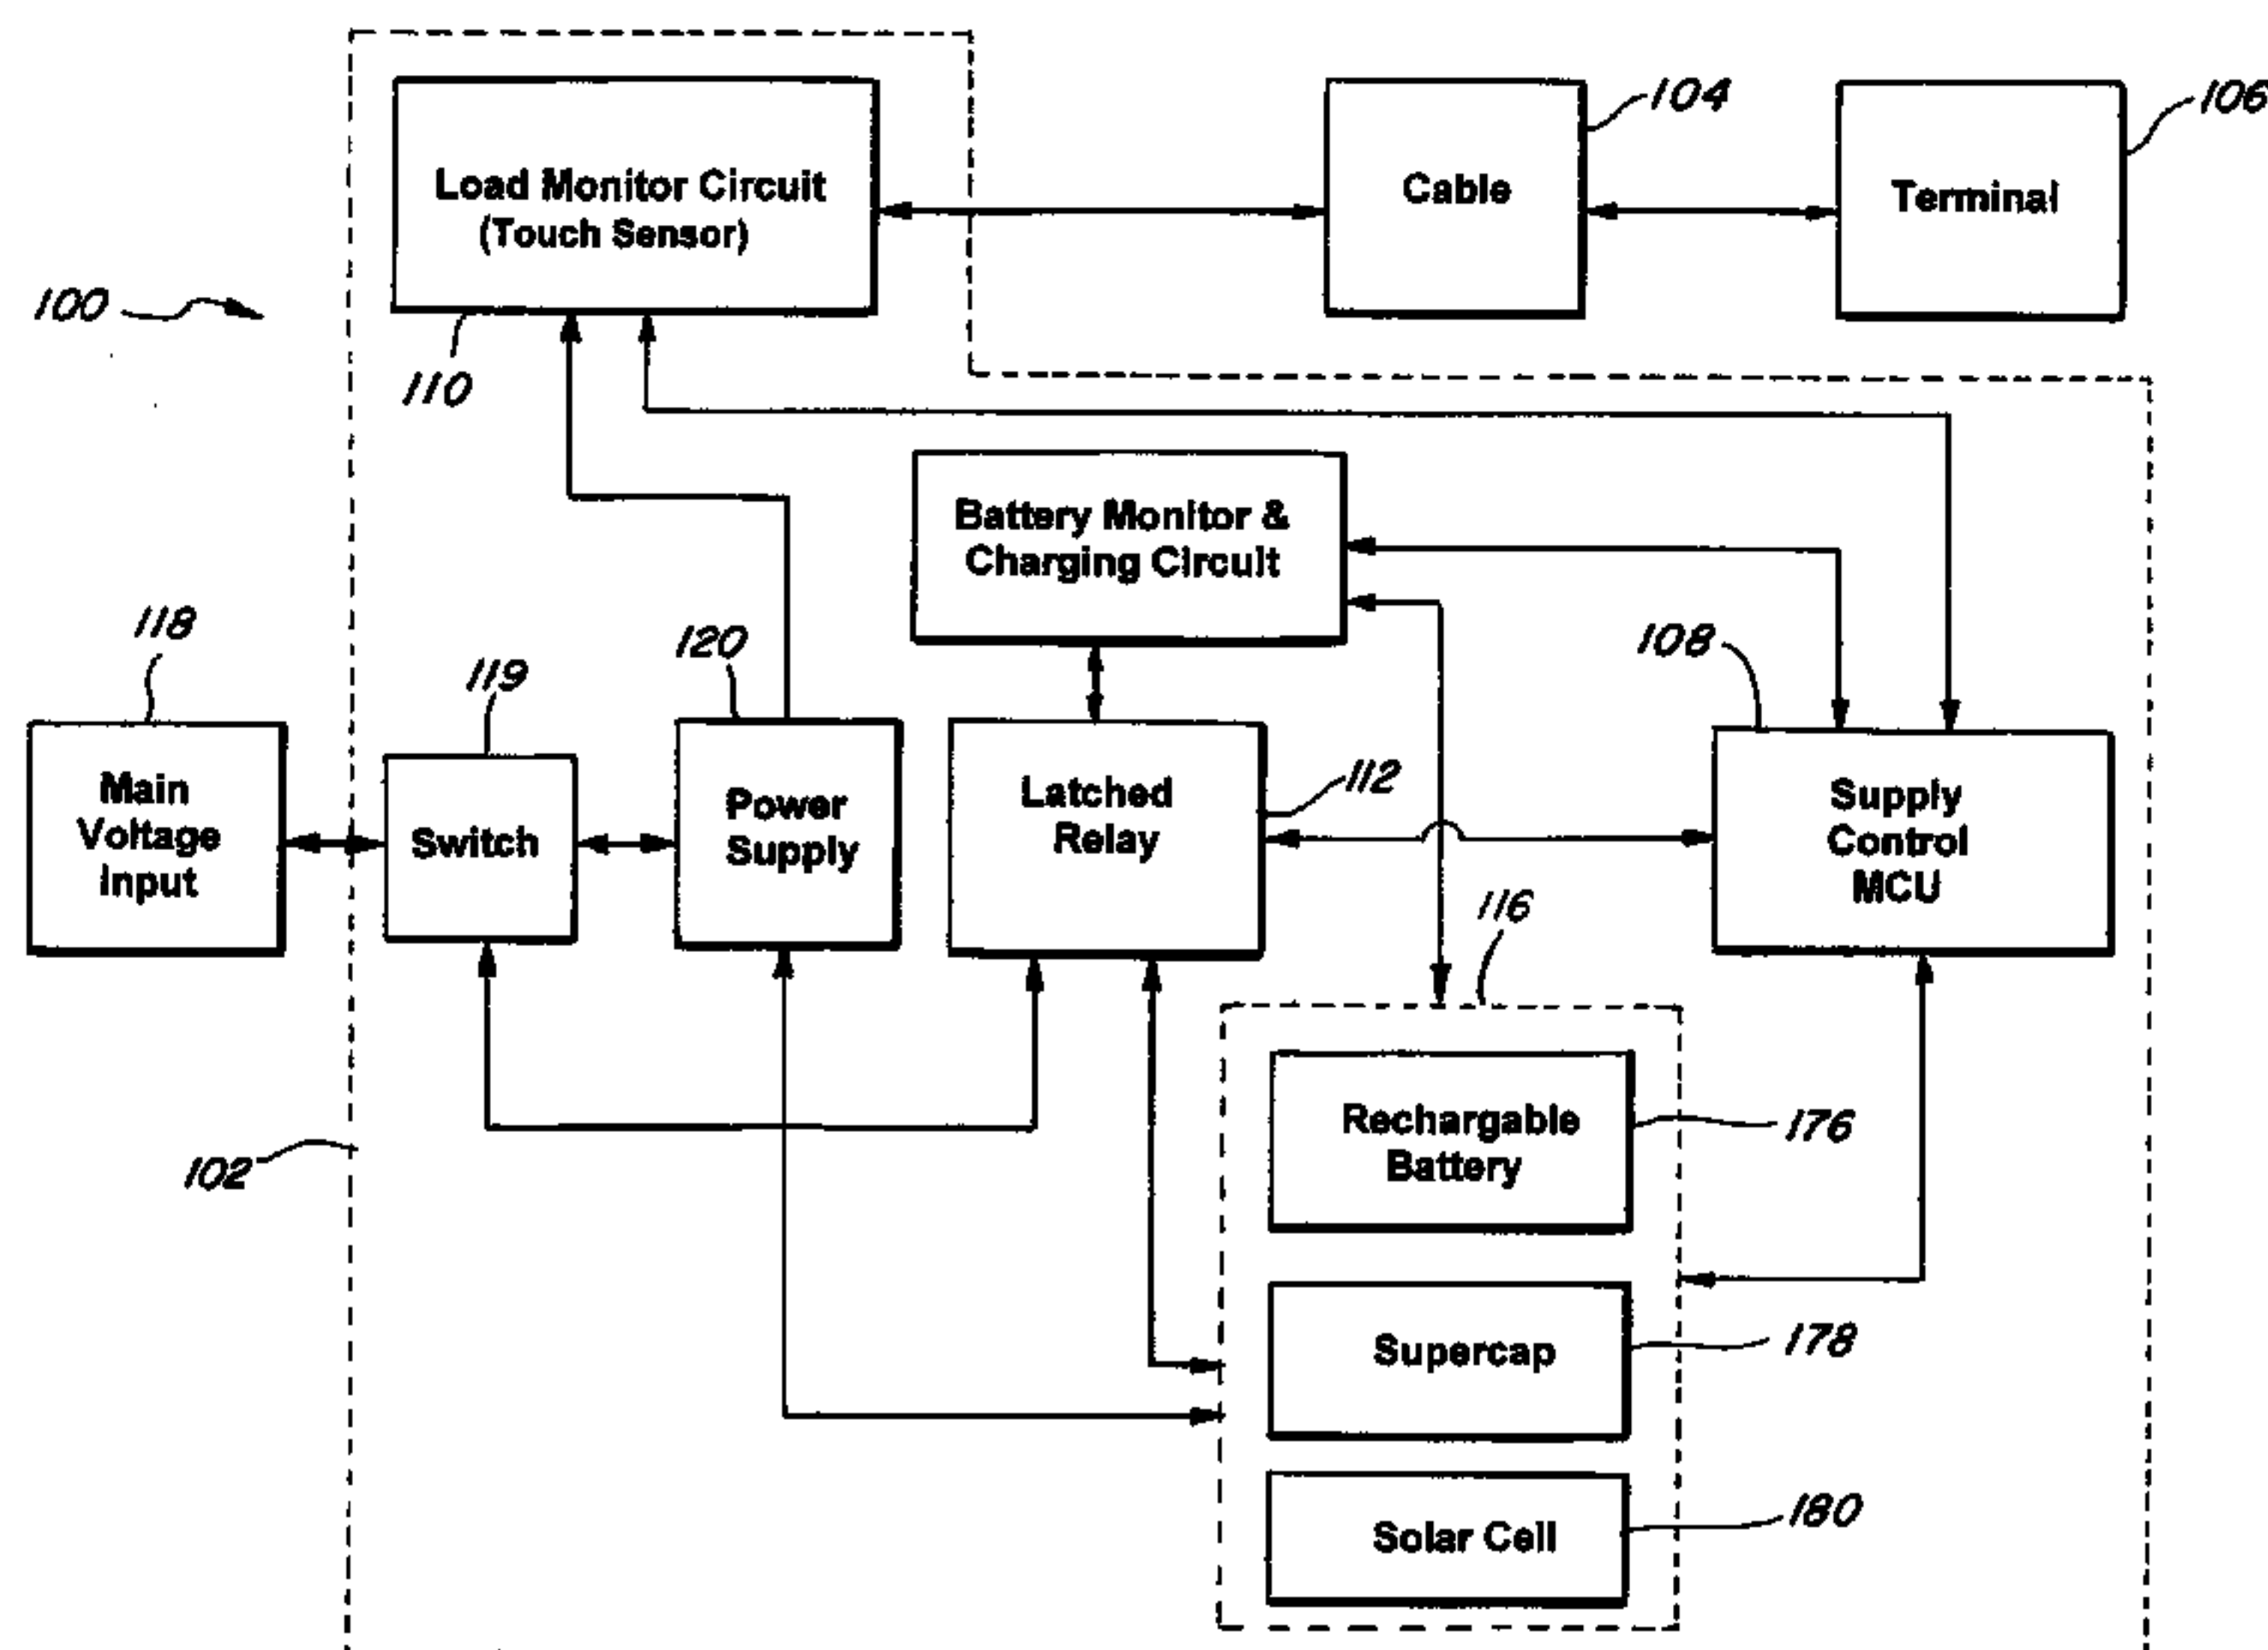 104
106
Load Monitor Circuit
(Touch Sensor)
Cable
Terminal
100
110
Battery Monitor &
Charging Circuit
118
119
120
108
Main
Voltage
Input
Switch
Power
Supply
Latched
Relay
112
Supply
Control
MCU
116
102
Rechargable
Battery
176
Supercap
178
Solar Cell
180